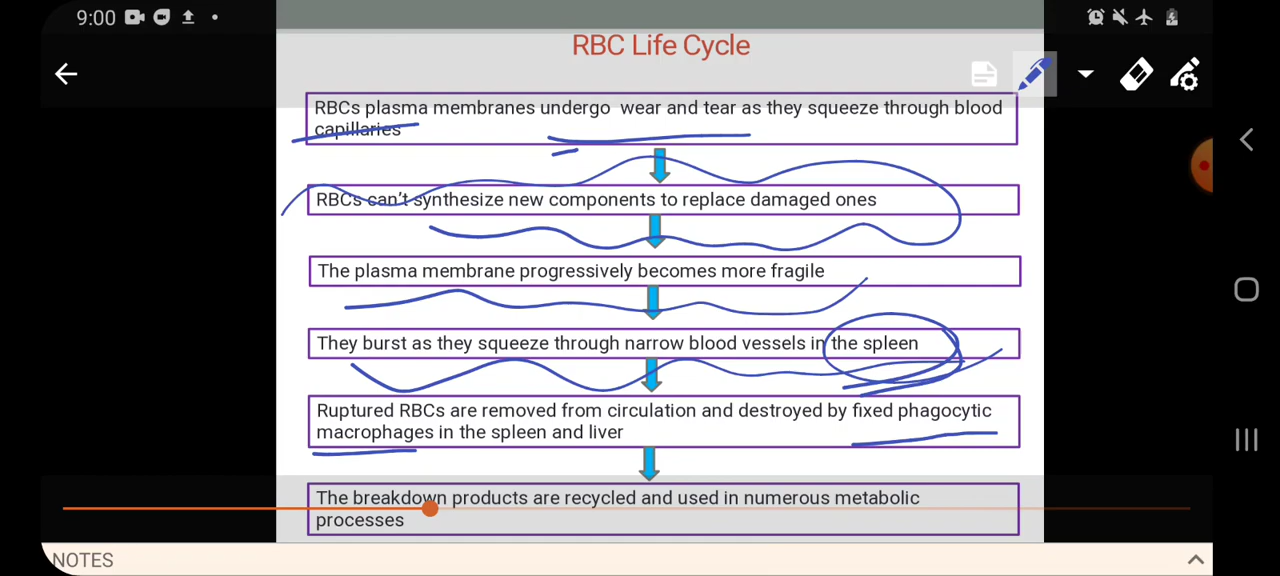 9:00
RBC Life Cycle
RBCs plasma membranes undergo wear and tear as they squeeze through blood
capillaries
RBCs can't synthesize new components to replace damaged ones
The plasma membrane progressively becomes more fragile
They burst as they squeeze through narrow blood vessels in the spleen
Ruptured RBCs are removed from circulation and destroyed by fixed phagocytic
macrophages in the spleen and liver
The breakdown products are recycled and used in numerous metabolic
processes
NOTES